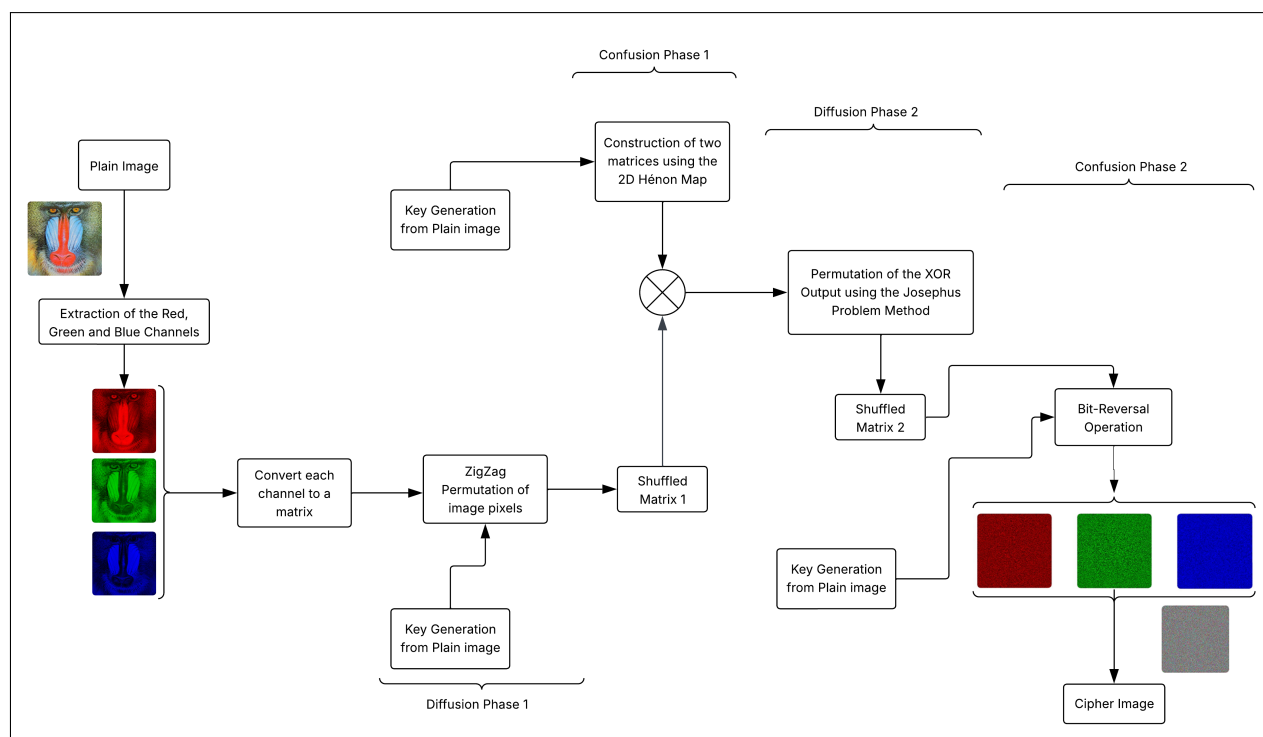 Confusion Phase 1
Diffusion Phase 2
Confusion Phase 2
Plain Image
Construction of two
matrices using the
2D Hénon Map
Key Generation
from Plain image
Extraction of the Red,
Green and Blue Channels
Permutation of the XOR
Output using the Josephus
Problem Method
Shuffled
Matrix 2
Bit-Reversal
Operation
Convert each
channel to a
matrix
ZigZag
Permutation of
image pixels
Shuffled
Matrix 1
Key Generation
from Plain image
Key Generation
from Plain image
Diffusion Phase 1
Cipher Image